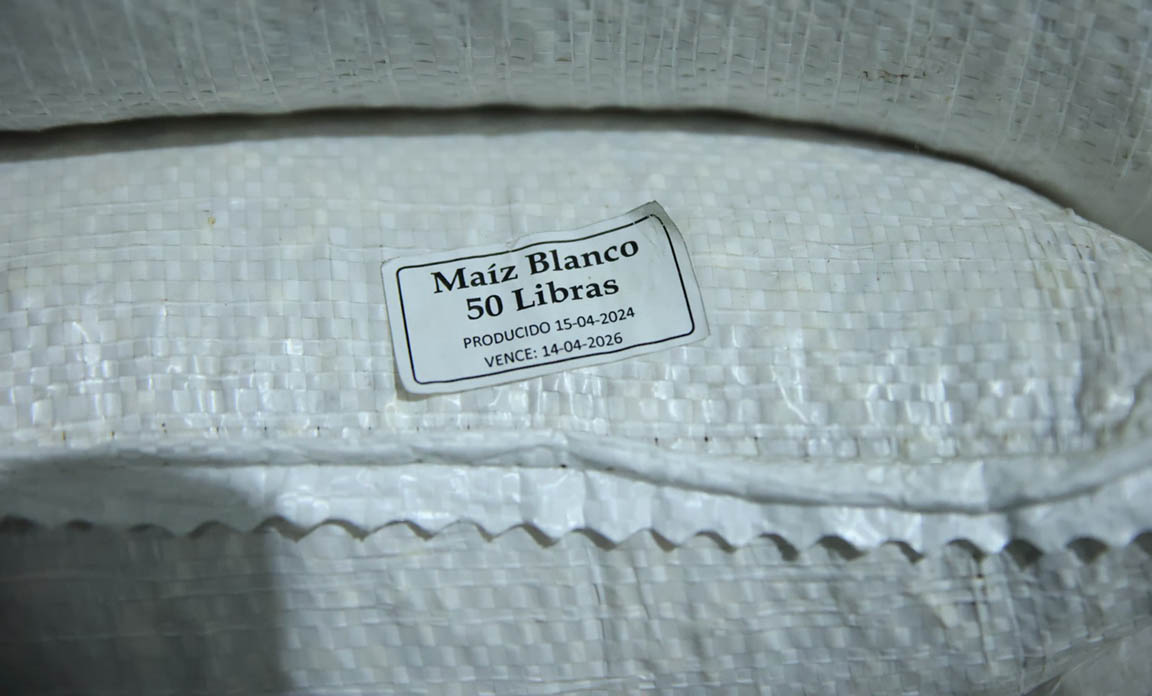 Maíz Blanco
50 Libras
PRODUCIDO 15-04-2024
VENCE: 14-04-2026